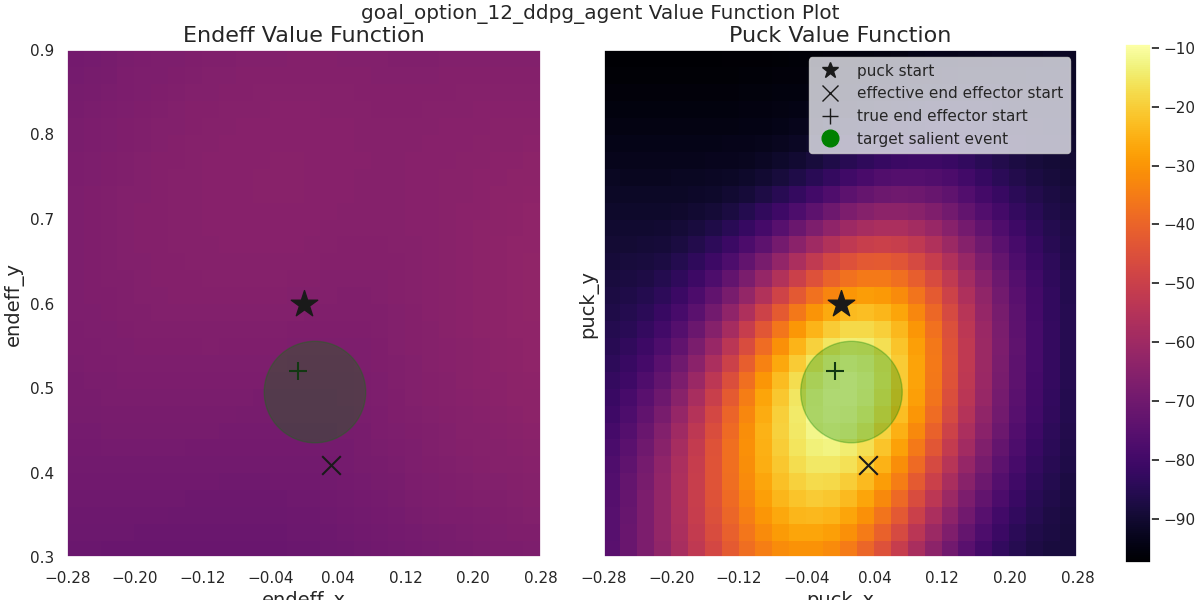 goal_option_12_ddpg_agent Value Function Plot
Endeff Value Function
0.9
0.8
0.7
0.6
0.5
0.4
0.3
endeff_y
−0.28 −0.20 −0.12 −0.04 0.04 0.12 0.20 0.28
endeff_x
Puck Value Function
puck start
effective end effector start
true end effector start
target salient event
puck_y
−0.28 −0.20 −0.12 −0.04 0.04 0.12 0.20 0.28
puck_x
−10
−20
−30
−40
−50
−60
−70
−80
−90